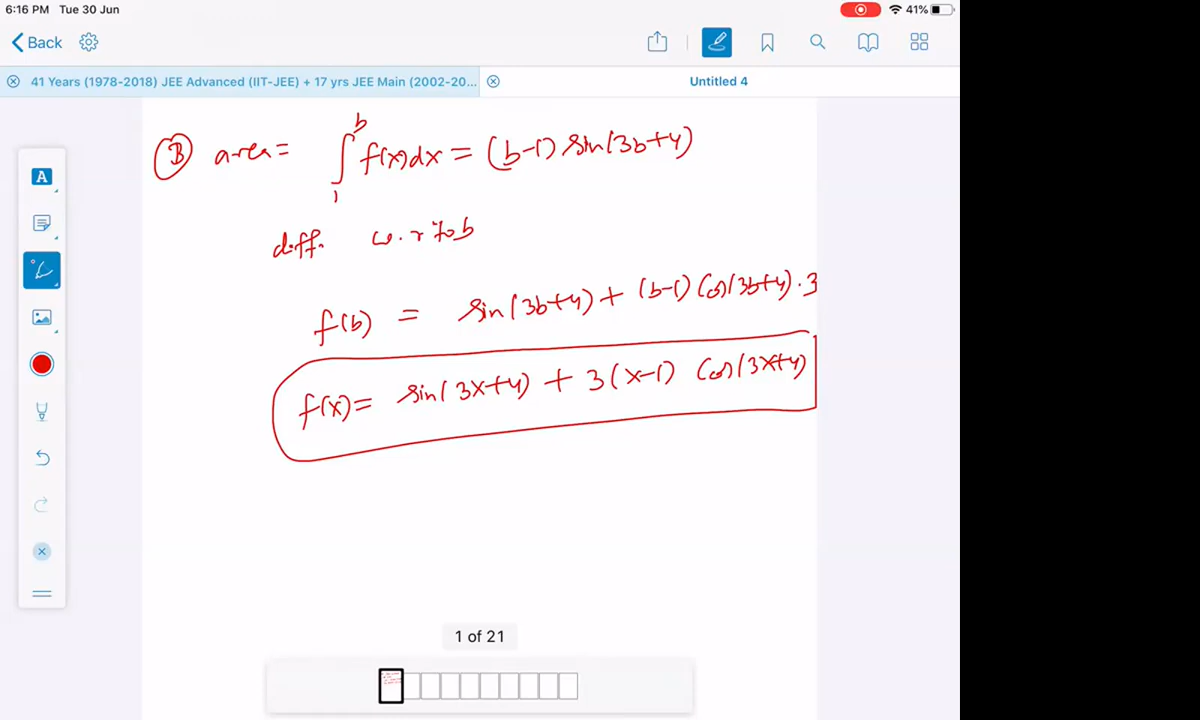 6:16 PM Tue 30 Jun 41%
Back
41 Years (1978-2018) JEE Advanced (IIT-JEE) + 17 yrs JEE Main (2002-20... Untitled 4
A
③ area = ∫₁ᵇ f(x)dx = (b-1) sin(3b+4)
diff. w.r.to b
f(b) = sin(3b+4) + (b-1) Cos(3b+4).3
f(x) = sin(3x+4) + 3(x-1) Cos(3x+4)
1 of 21